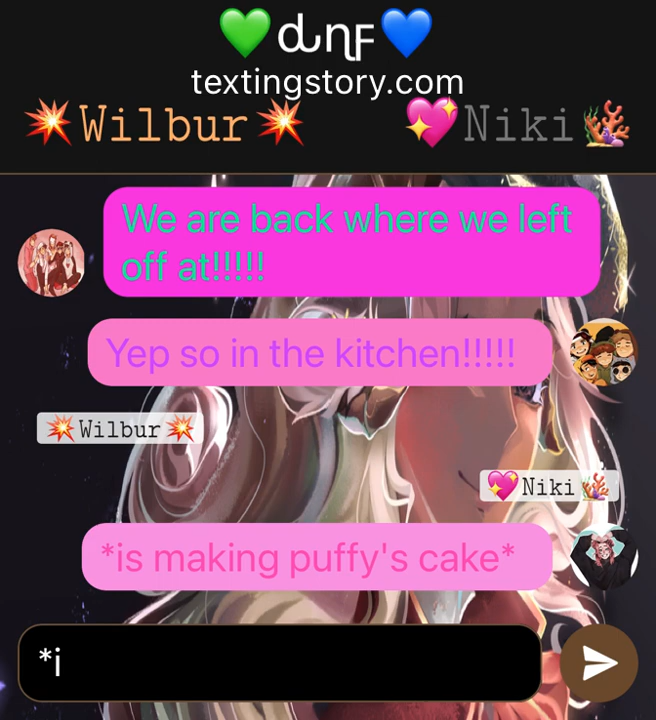 💚ԃɳϝ💙
textingstory.com
💥Wilbur💥 💖Niki🪸
We are back where we left
off at!!!!!
Yep so in the kitchen!!!!!
💥Wilbur💥
💖Niki🪸
*is making puffy's cake*
*i